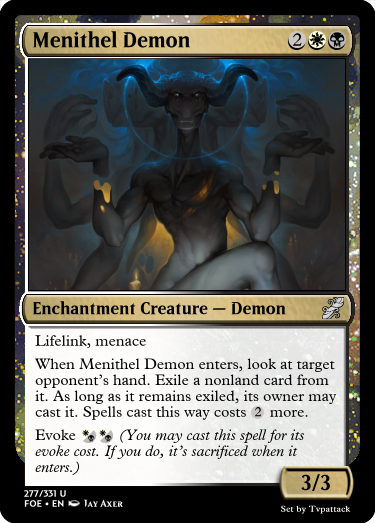 Menithel Demon 2
Enchantment Creature — Demon
Lifelink, menace
When Menithel Demon enters, look at target
opponent's hand. Exile a nonland card from
it. As long as it remains exiled, its owner may
cast it. Spells cast this way costs 2 more.
Evoke (You may cast this spell for its
evoke cost. If you do, it's sacrificed when it
enters.)
3/3
277/331 U
FOE • EN Jay Axer
Set by Tvpattack